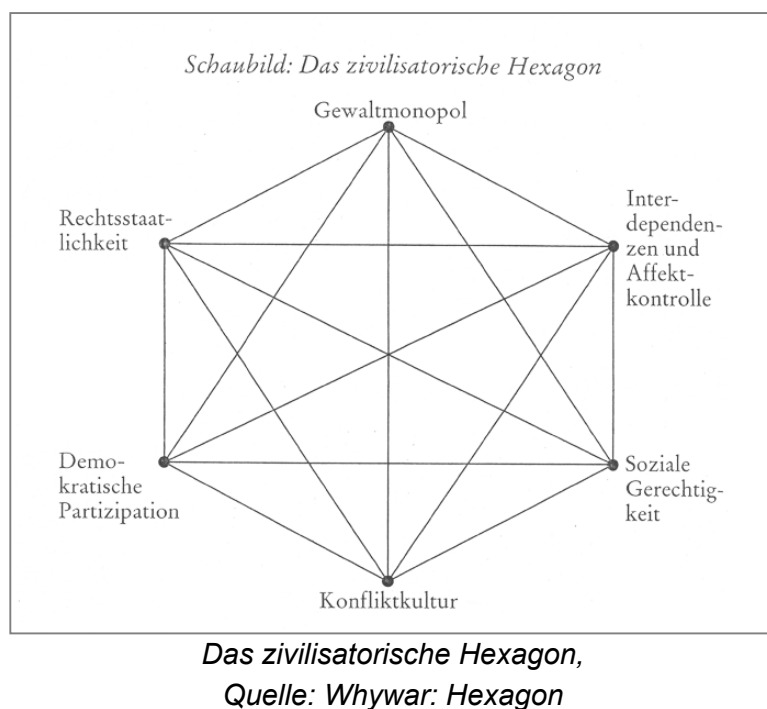 Schaubild: Das zivilisatorische Hexagon
Gewaltmonopol
Rechtsstaat-
lichkeit
Inter-
dependen-
zen und
Affekt-
kontrolle
Demo-
kratische
Partizipation
Soziale
Gerechtig-
keit
Konfliktkultur
Das zivilisatorische Hexagon,
Quelle: Whywar: Hexagon